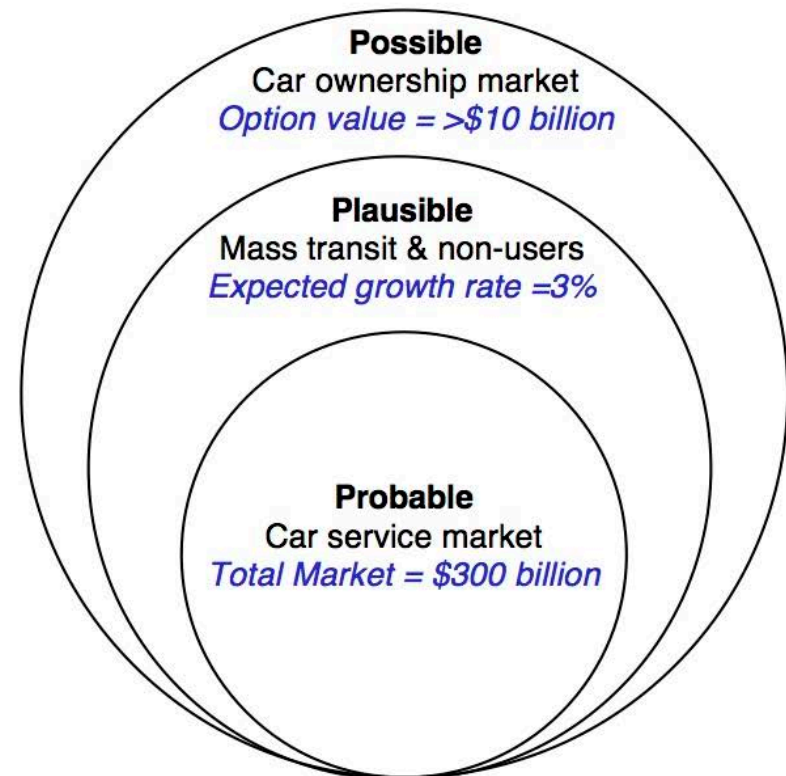 Possible
Car ownership market
Option value = >$10 billion
Plausible
Mass transit & non-users
Expected growth rate =3%
Probable
Car service market
Total Market = $300 billion